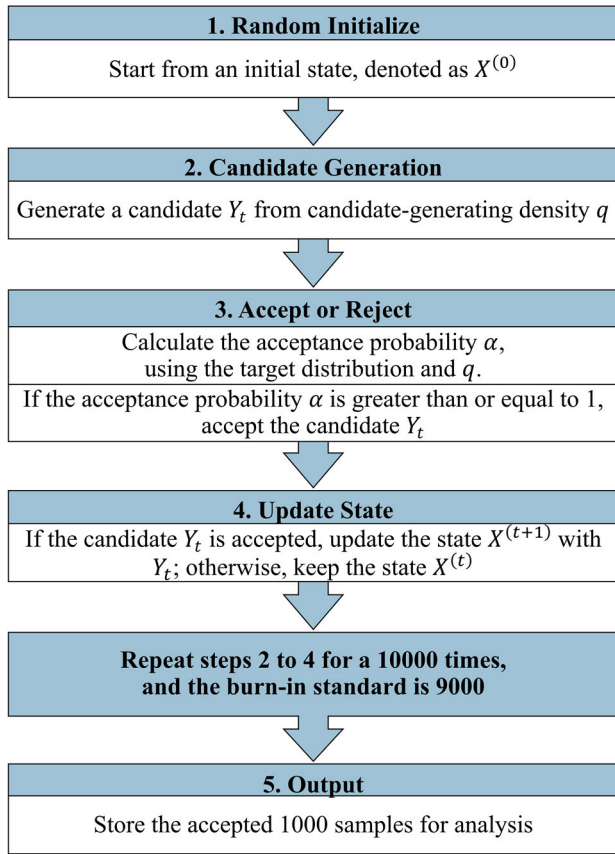 1. Random Initialize
Start from an initial state, denoted as X⁽⁰⁾
2. Candidate Generation
Generate a candidate Yₜ from candidate-generating density q
3. Accept or Reject
Calculate the acceptance probability α,
using the target distribution and q.
If the acceptance probability α is greater than or equal to 1,
accept the candidate Yₜ
4. Update State
If the candidate Yₜ is accepted, update the state X⁽ᵗ⁺¹⁾ with
Yₜ; otherwise, keep the state X⁽ᵗ⁾
Repeat steps 2 to 4 for a 10000 times,
and the burn-in standard is 9000
5. Output
Store the accepted 1000 samples for analysis